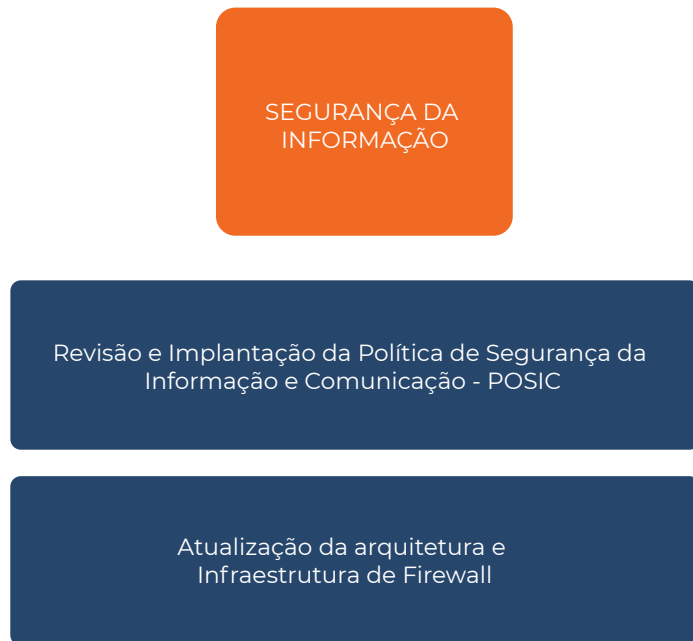 SEGURANÇA DA
INFORMAÇÃO
Revisão e Implantação da Política de Segurança da
Informação e Comunicação - POSIC
Atualização da arquitetura e
Infraestrutura de Firewall